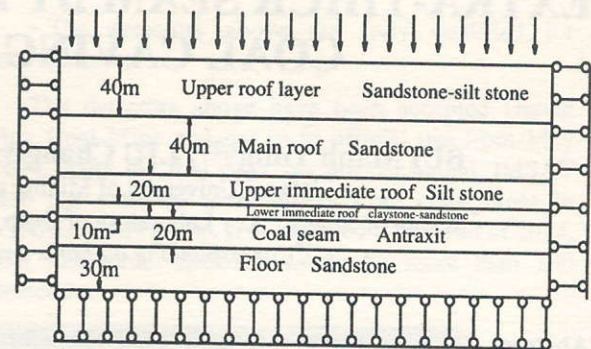 40m Upper roof layer Sandstone-silt stone
40m Main roof Sandstone
20m Upper immediate roof Silt stone
Lower immediate roof claystone-sandstone
10m 20m Coal seam Antraxit
30m Floor Sandstone